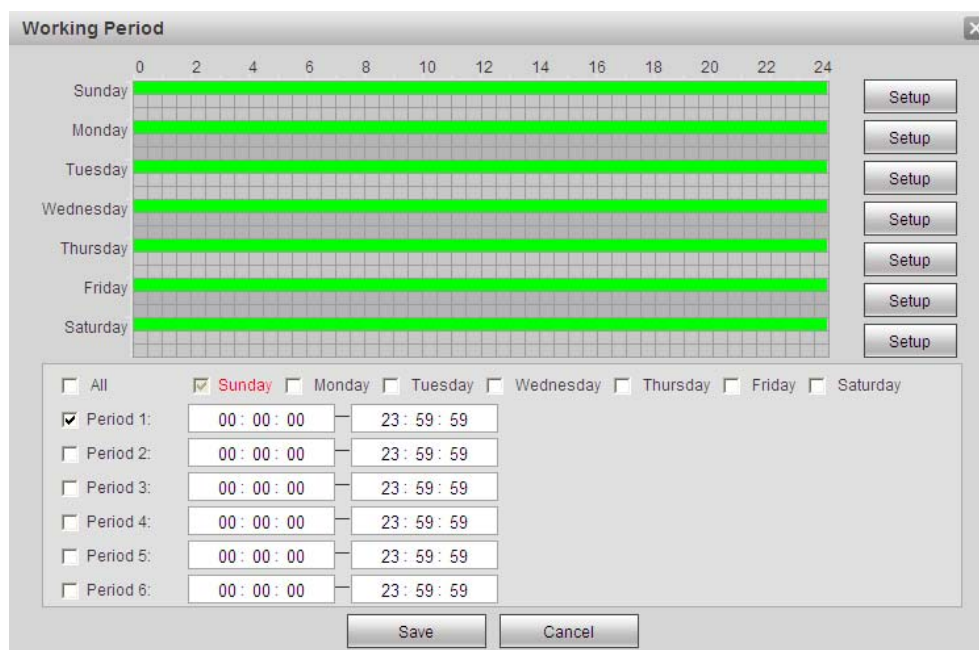 Working Period
0 2 4 6 8 10 12 14 16 18 20 22 24
Sunday Setup
Monday Setup
Tuesday Setup
Wednesday Setup
Thursday Setup
Friday Setup
Saturday Setup
All Sunday Monday Tuesday Wednesday Thursday Friday Saturday
Period 1: 00 : 00 : 00 — 23 : 59 : 59
Period 2: 00 : 00 : 00 — 23 : 59 : 59
Period 3: 00 : 00 : 00 — 23 : 59 : 59
Period 4: 00 : 00 : 00 — 23 : 59 : 59
Period 5: 00 : 00 : 00 — 23 : 59 : 59
Period 6: 00 : 00 : 00 — 23 : 59 : 59
Save Cancel